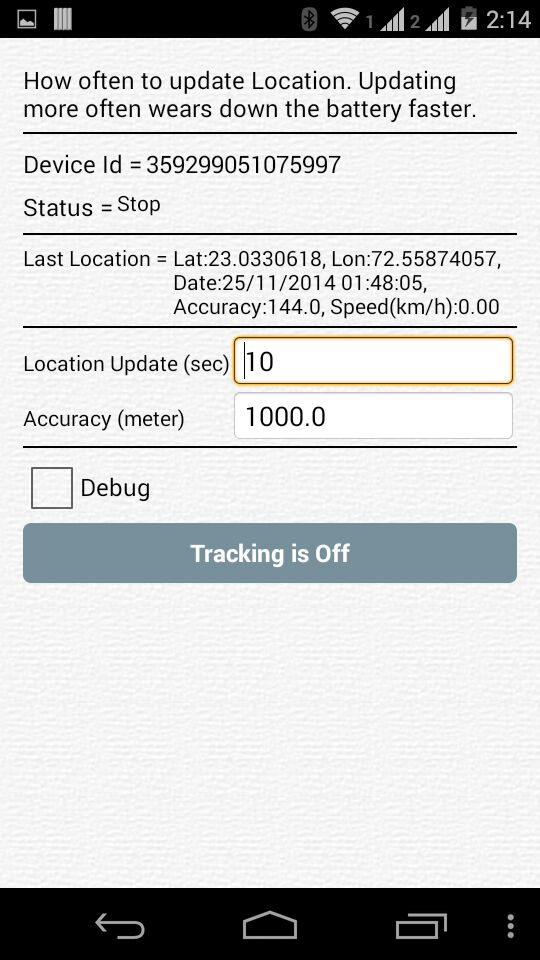 1 2 2:14
How often to update Location. Updating
more often wears down the battery faster.
Device Id = 359299051075997
Status = Stop
Last Location = Lat:23.0330618, Lon:72.55874057,
Date:25/11/2014 01:48:05,
Accuracy:144.0, Speed(km/h):0.00
Location Update (sec) 10
Accuracy (meter) 1000.0
Debug
Tracking is Off